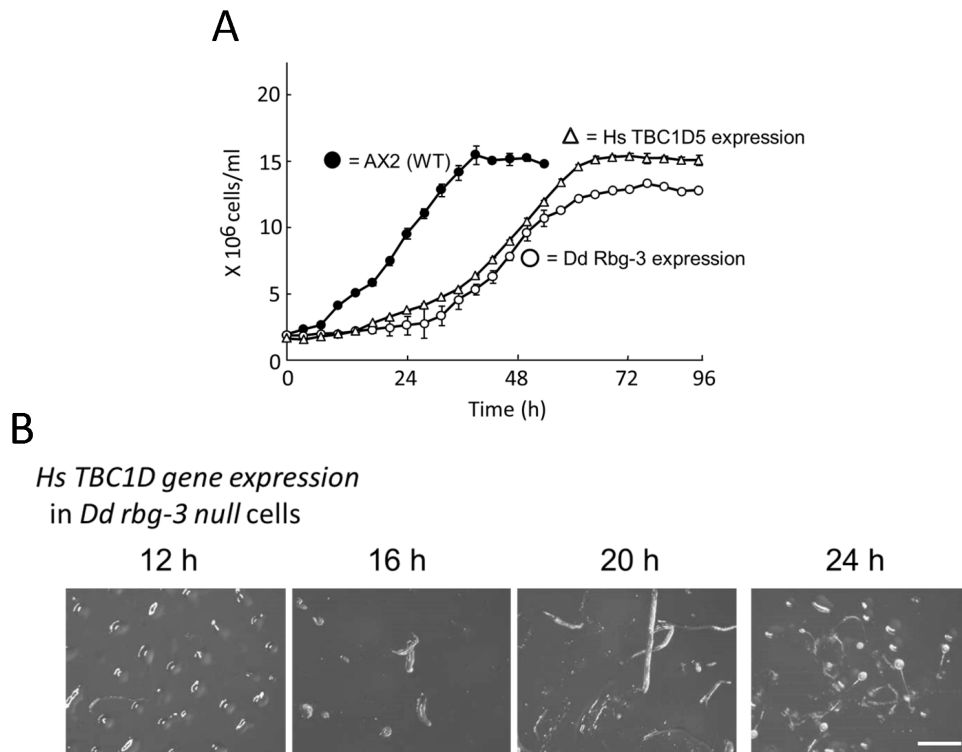 A
20
15
10
5
0
X 10⁶ cells/ml
● = AX2 (WT)
△ = Hs TBC1D5 expression
○ = Dd Rbg-3 expression
0 24 48 72 96
Time (h)
B
Hs TBC1D gene expression
in Dd rbg-3 null cells
12 h 16 h 20 h 24 h